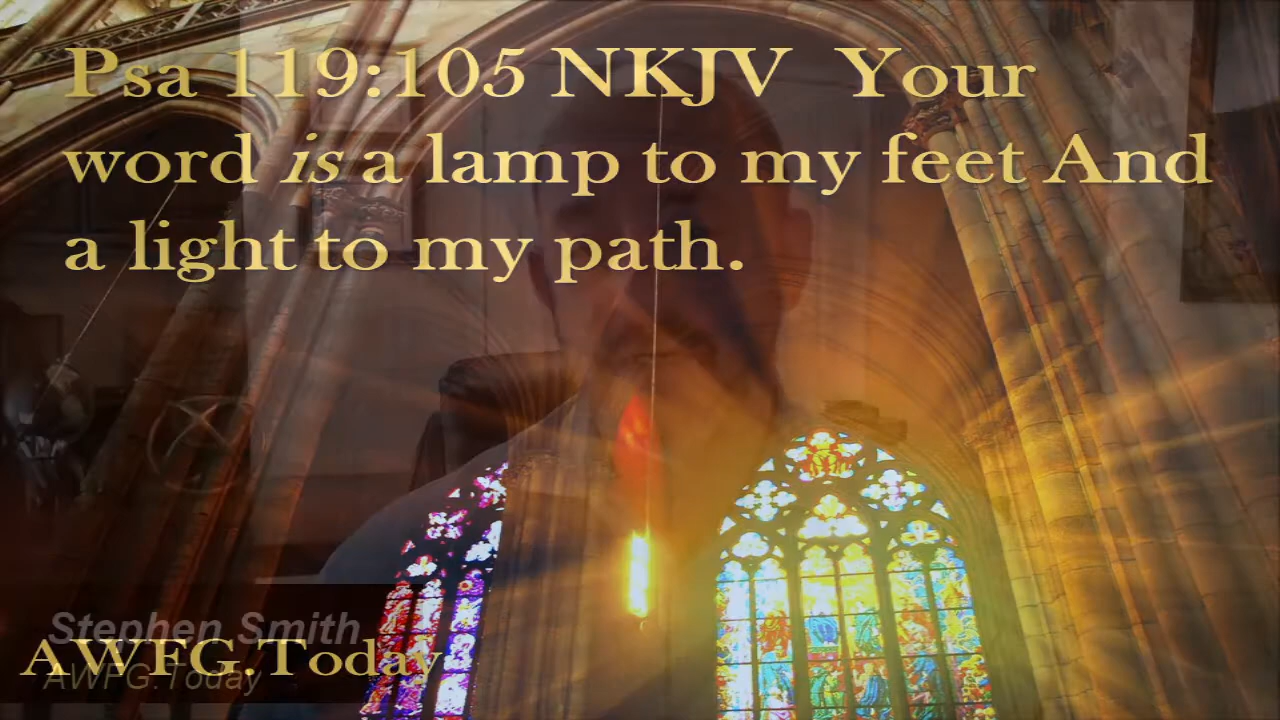 Psa 119:105 NKJV  Your
word is a lamp to my feet And
a light to my path.
Stephen Smith
AWFG.Today
AWFG.Today